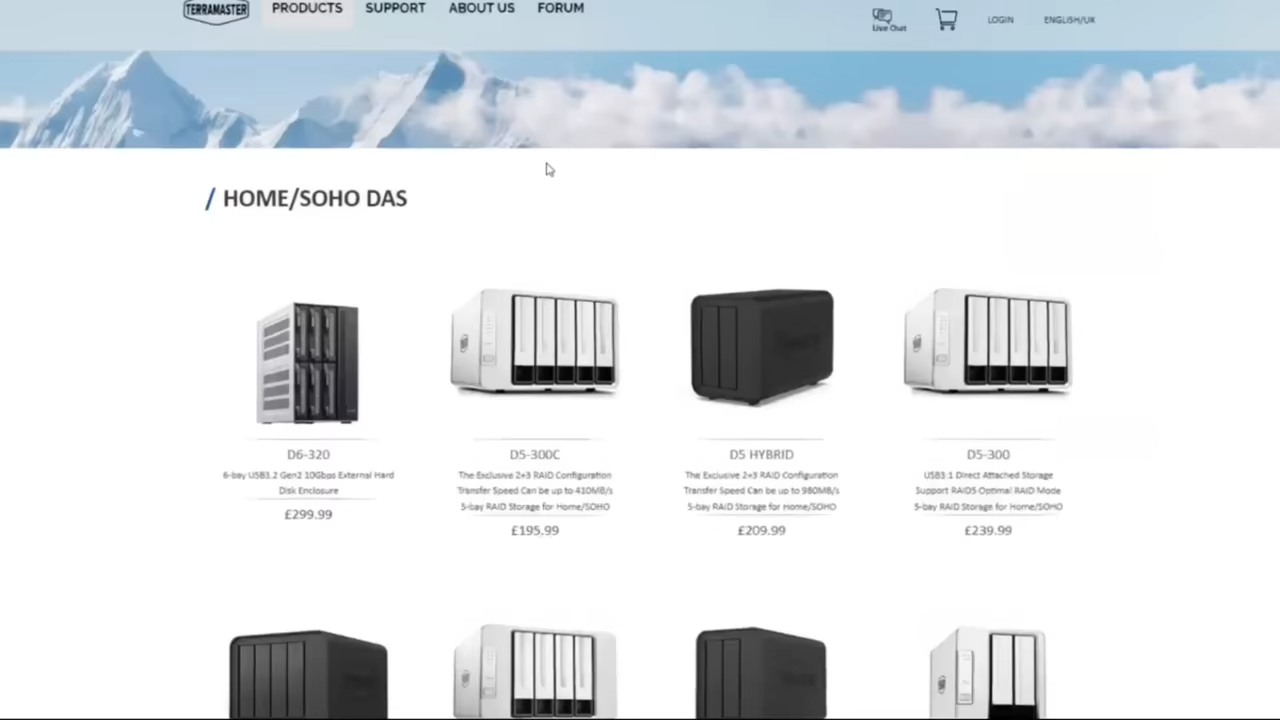 TERRAMASTER
PRODUCTS
SUPPORT
ABOUT US
FORUM
Live Chat
LOGIN
ENGLISH/UK
/ HOME/SOHO DAS
D6-320
6-bay USB3.2 Gen2 10Gbps External Hard
Disk Enclosure
£299.99
D5-300C
The Exclusive 2+3 RAID Configuration
Transfer Speed Can be up to 410MB/s
5-bay RAID Storage for Home/SOHO
£195.99
D5 HYBRID
The Exclusive 2+3 RAID Configuration
Transfer Speed Can be up to 980MB/s
5-bay RAID Storage for Home/SOHO
£209.99
D5-300
USB3.1 Direct Attached Storage
Support RAID5 Optimal RAID Mode
5-bay RAID Storage for Home/SOHO
£239.99